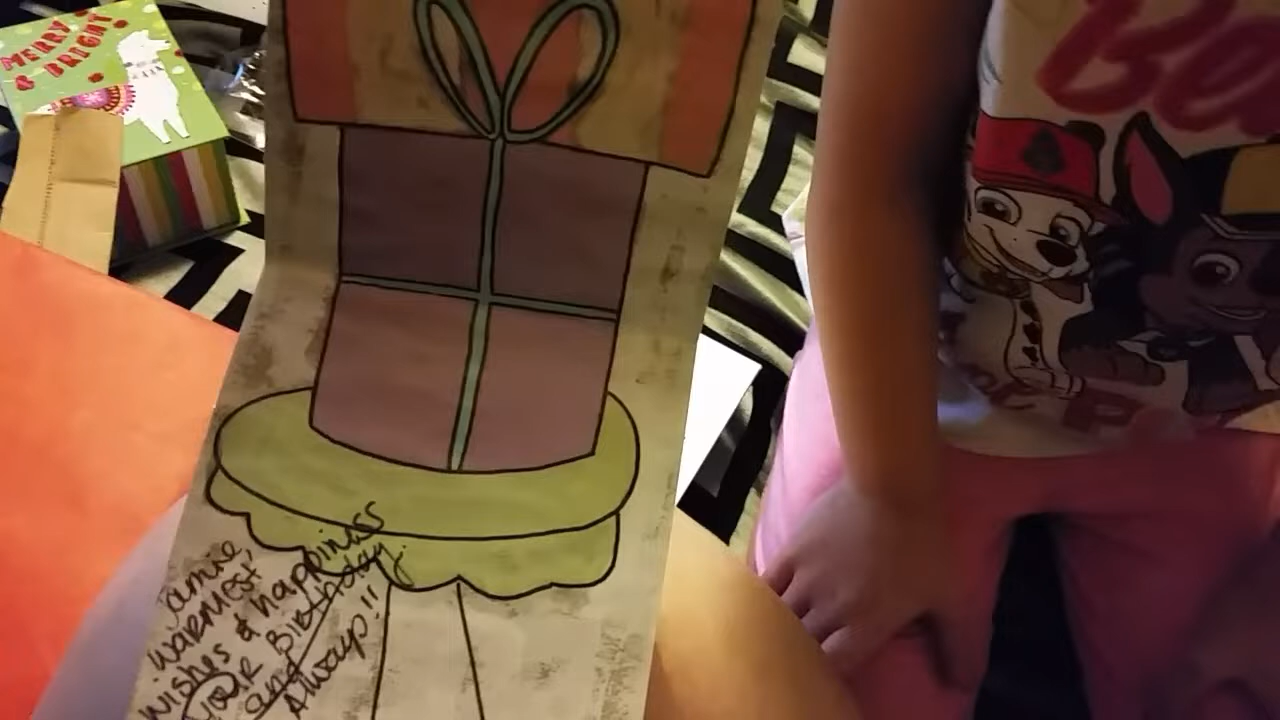 MERRY
& BRIGHT
Jamie,
warmest
wishes & happiness
your Birthday.
and
Always!!